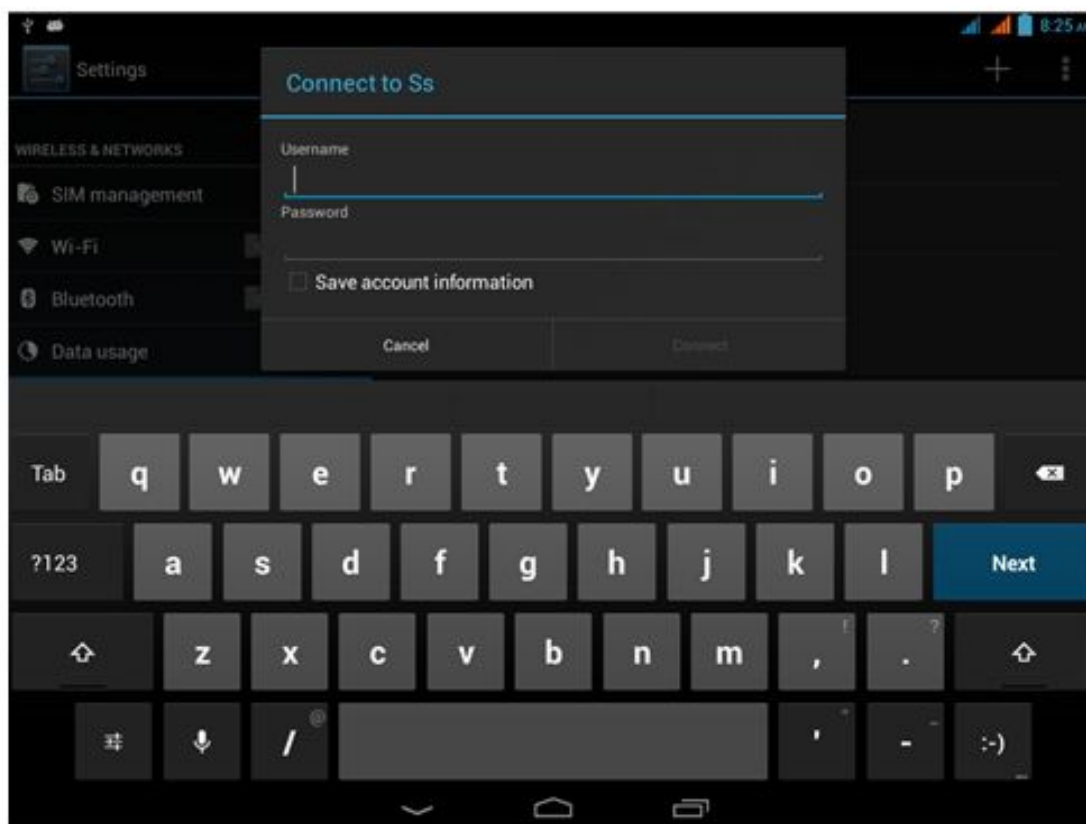 8:25 AM
Settings
Connect to Ss
WIRELESS & NETWORKS
Username
SIM management
Password
Wi-Fi
Save account information
Bluetooth
Cancel Connect
Data usage
Tab q w e r t y u i o p
?123 a s d f g h j k l Next
z x c v b n m , ! . ?
/ @ ' " - _ :-)